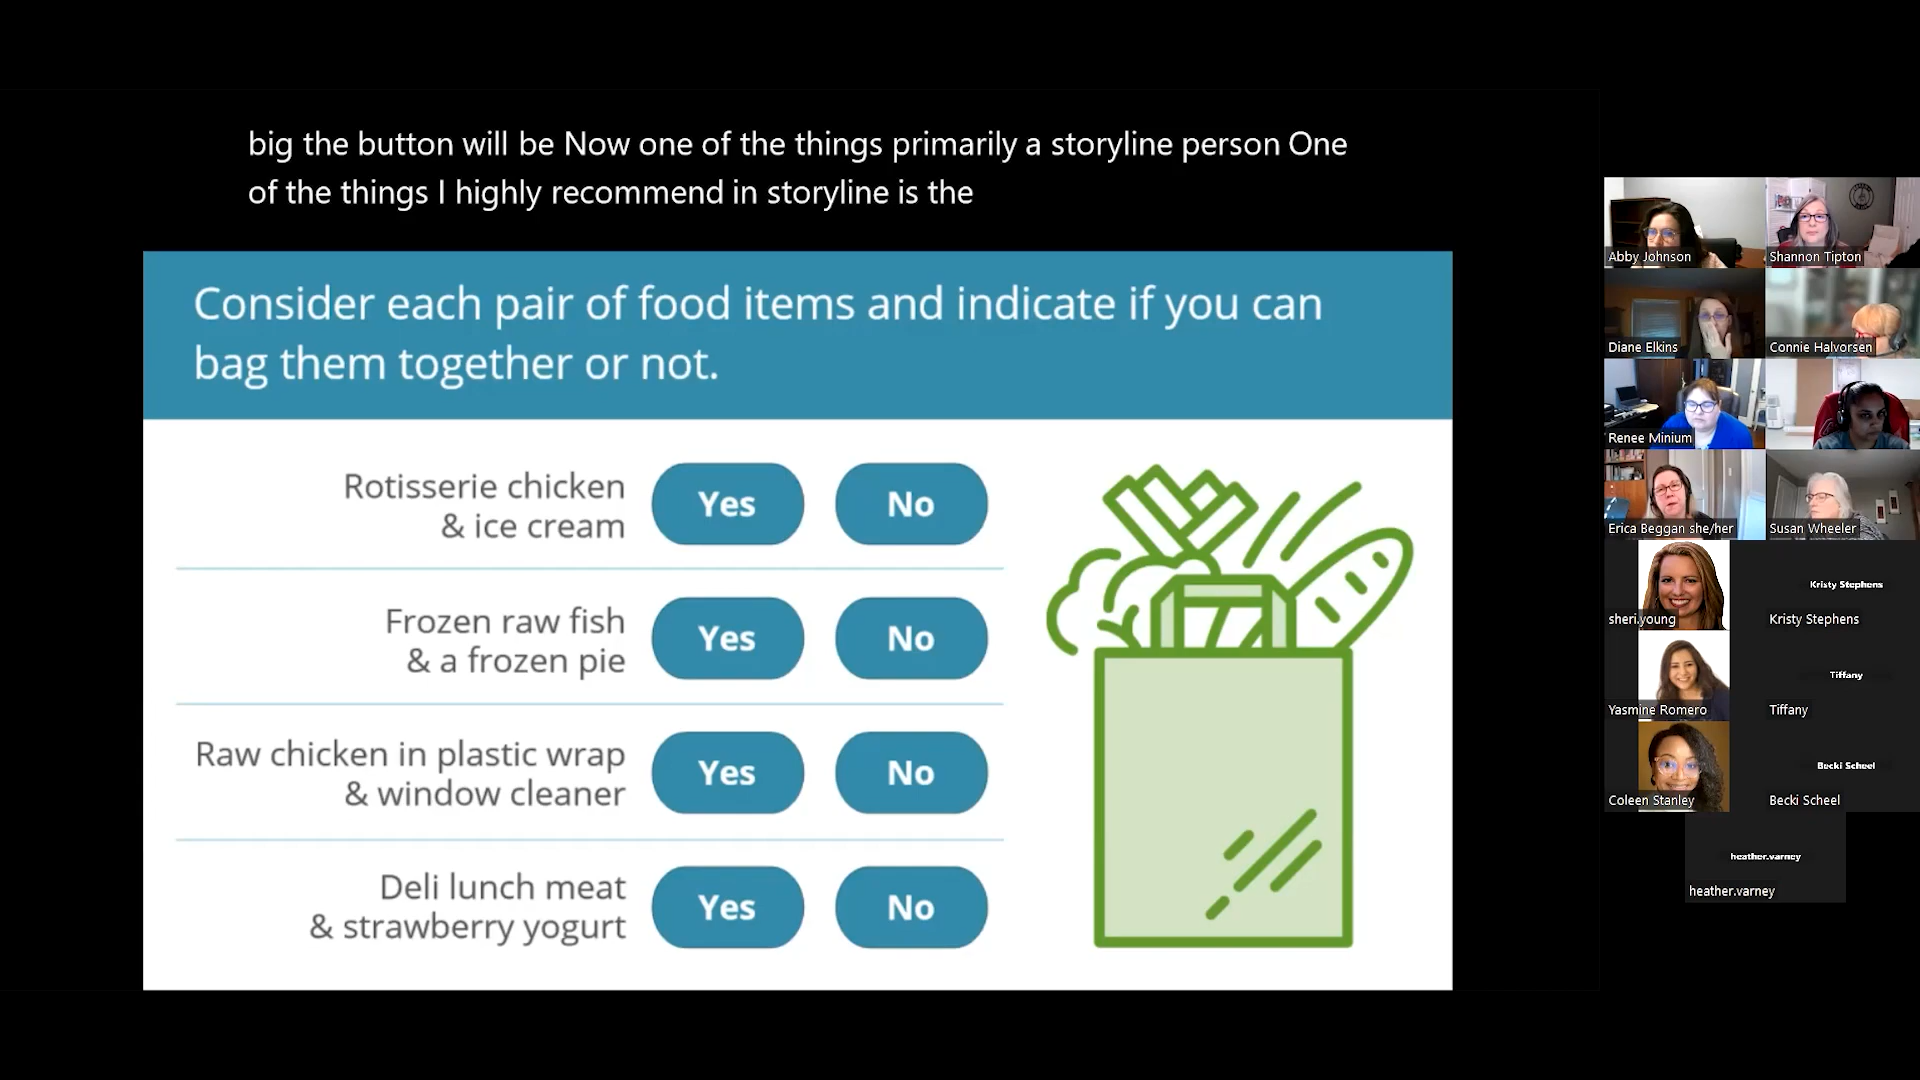 big the button will be Now one of the things primarily a storyline person One
of the things I highly recommend in storyline is the
Consider each pair of food items and indicate if you can
bag them together or not.
Rotisserie chicken
& ice cream
Yes
No
Frozen raw fish
& a frozen pie
Yes
No
Raw chicken in plastic wrap
& window cleaner
Yes
No
Deli lunch meat
& strawberry yogurt
Yes
No
Abby Johnson
Shannon Tipton
Diane Elkins
Connie Halvorsen
Renee Minium
Erica Beggan she/her
Susan Wheeler
sheri.young
Kristy Stephens
Kristy Stephens
Yasmine Romero
Tiffany
Tiffany
Coleen Stanley
Becki Scheel
Becki Scheel
heather.varney
heather.varney